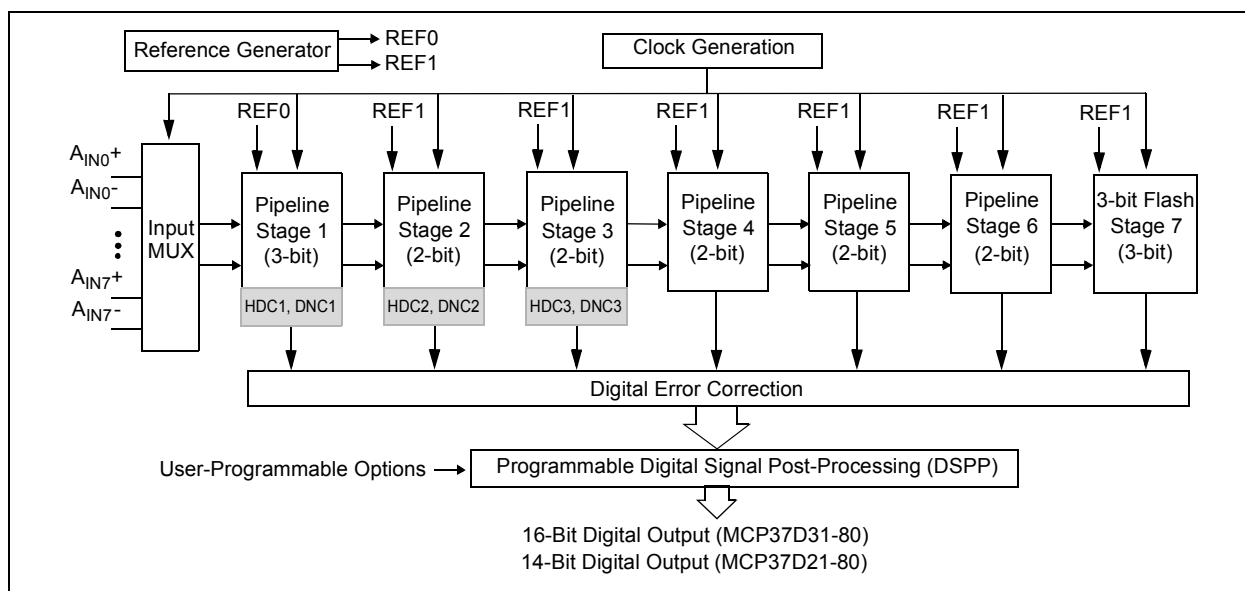 Reference Generator
REF0
REF1
Clock Generation
REF0
REF1
REF1
REF1
REF1
REF1
REF1
AIN0+
AIN0-
AIN7+
AIN7-
Input
MUX
Pipeline
Stage 1
(3-bit)
HDC1, DNC1
Pipeline
Stage 2
(2-bit)
HDC2, DNC2
Pipeline
Stage 3
(2-bit)
HDC3, DNC3
Pipeline
Stage 4
(2-bit)
Pipeline
Stage 5
(2-bit)
Pipeline
Stage 6
(2-bit)
3-bit Flash
Stage 7
(3-bit)
Digital Error Correction
User-Programmable Options
Programmable Digital Signal Post-Processing (DSPP)
16-Bit Digital Output (MCP37D31-80)
14-Bit Digital Output (MCP37D21-80)